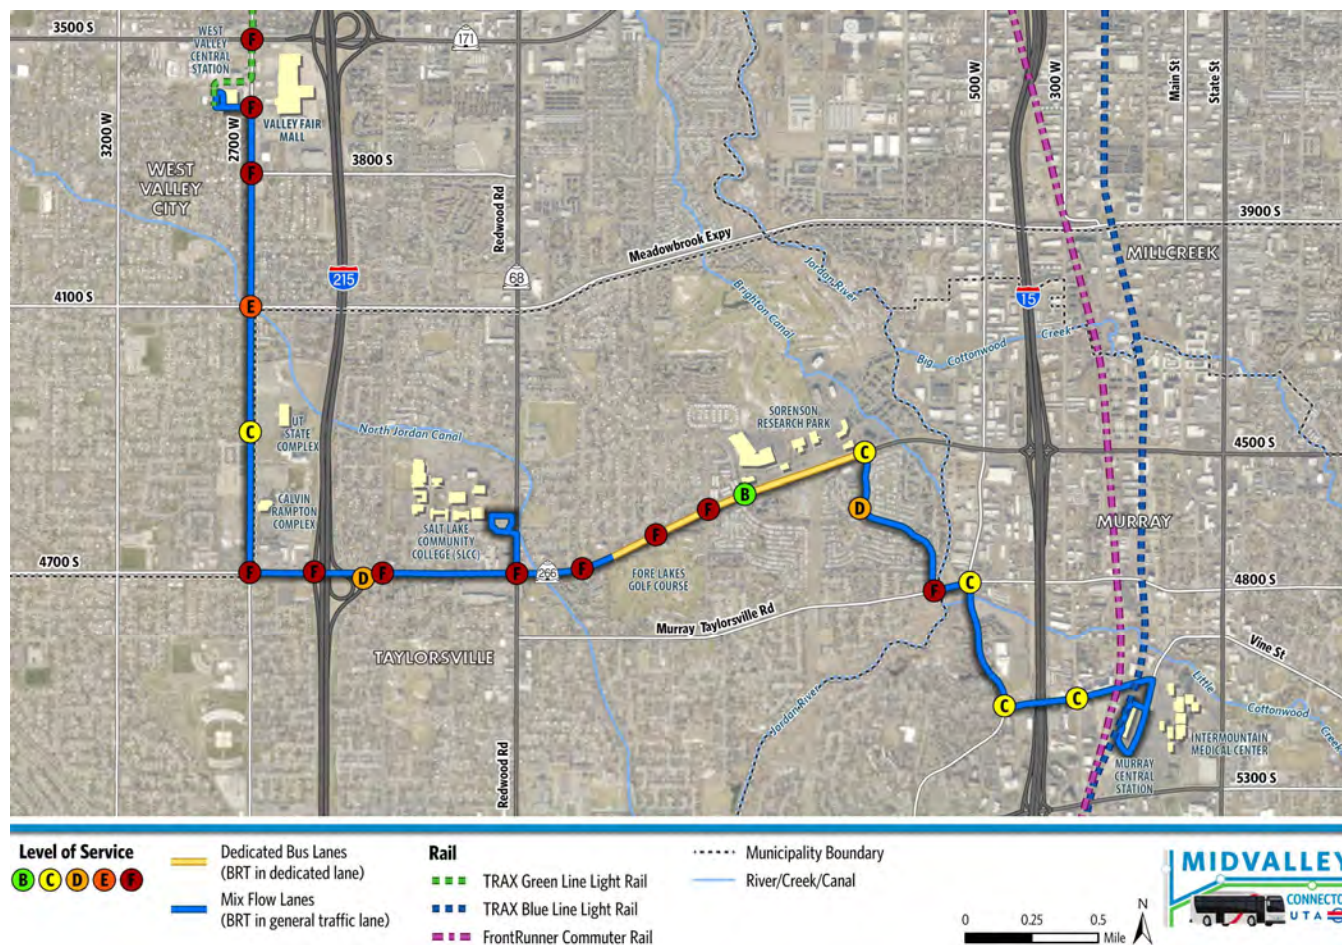 3500 S
WEST
VALLEY
CENTRAL
STATION
F
171
F
VALLEY FAIR
MALL
3200 W
2700 W
3800 S
F
WEST
VALLEY
CITY
Redwood Rd
500 W
300 W
Main St
State St
3900 S
Meadowbrook Expy
MILLCREEK
215
68
Jordan River
Brighton Canal
15
4100 S
E
Big Cottonwood Creek
C
UT
STATE
COMPLEX
North Jordan Canal
SORENSON
RESEARCH PARK
C
4500 S
B
F
D
CALVIN
RAMPTON
COMPLEX
SALT LAKE
COMMUNITY
COLLEGE (SLCC)
F
MURRAY
4700 S
F
F
D
F
F
266
F
FORE LAKES
GOLF COURSE
F
C
4800 S
Murray Taylorsville Rd
TAYLORSVILLE
Vine St
Jordan River
C
C
Little Cottonwood Creek
INTERMOUNTAIN
MEDICAL CENTER
MURRAY
CENTRAL
STATION
Redwood Rd
5300 S
Level of Service
B C D E F
Dedicated Bus Lanes
(BRT in dedicated lane)
Mix Flow Lanes
(BRT in general traffic lane)
Rail
TRAX Green Line Light Rail
TRAX Blue Line Light Rail
FrontRunner Commuter Rail
Municipality Boundary
River/Creek/Canal
0 0.25 0.5
Mile
N
MIDVALLEY
CONNECTO
UTA